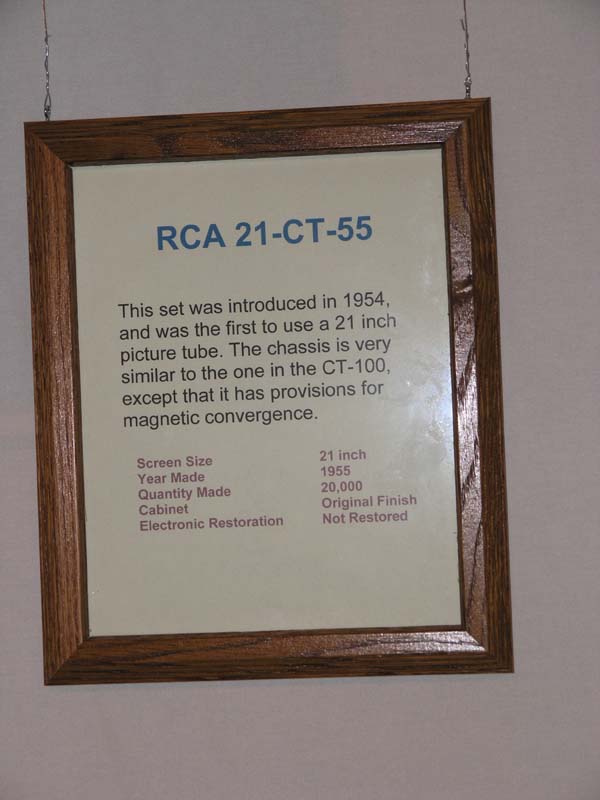 RCA 21-CT-55
This set was introduced in 1954,
and was the first to use a 21 inch
picture tube. The chassis is very
similar to the one in the CT-100,
except that it has provisions for
magnetic convergence.
Screen Size 21 inch
Year Made 1955
Quantity Made 20,000
Cabinet Original Finish
Electronic Restoration Not Restored